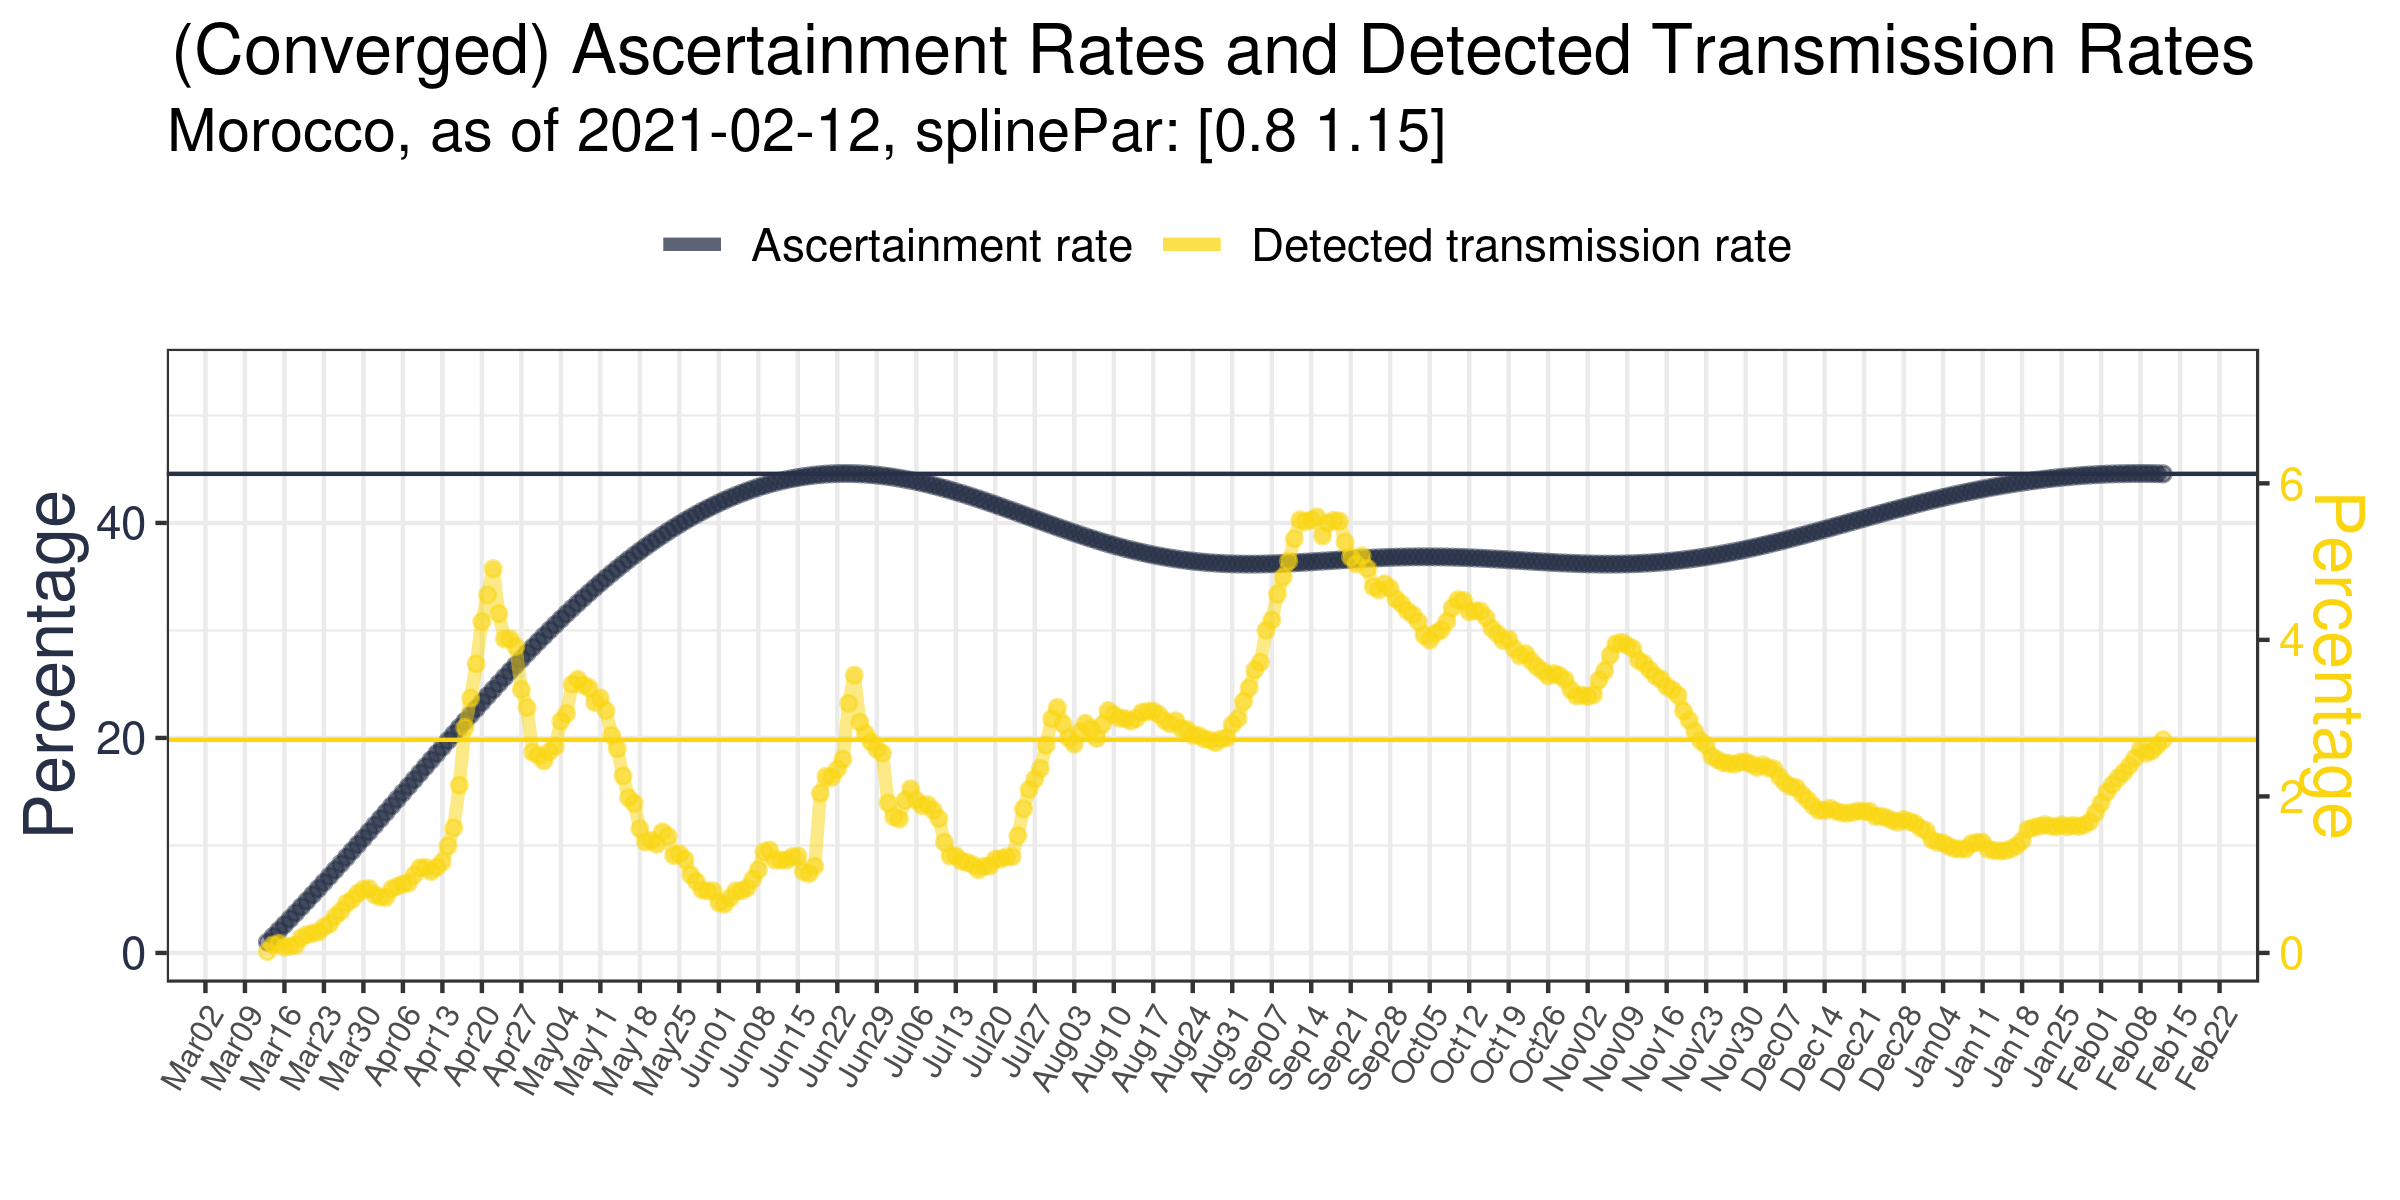 (Converged) Ascertainment Rates and Detected Transmission Rates
Morocco, as of 2021-02-12, splinePar: [0.8 1.15]
Ascertainment rate Detected transmission rate
Percentage
40
20
0
6
4
2
0
Percentage
Mar02 Mar09 Mar16 Mar23 Mar30 Apr06 Apr13 Apr20 Apr27 May04 May11 May18 May25 Jun01 Jun08 Jun15 Jun22 Jun29 Jul06 Jul13 Jul20 Jul27 Aug03 Aug10 Aug17 Aug24 Aug31 Sep07 Sep14 Sep21 Sep28 Oct05 Oct12 Oct19 Oct26 Nov02 Nov09 Nov16 Nov23 Nov30 Dec07 Dec14 Dec21 Dec28 Jan04 Jan11 Jan18 Jan25 Feb01 Feb08 Feb15 Feb22